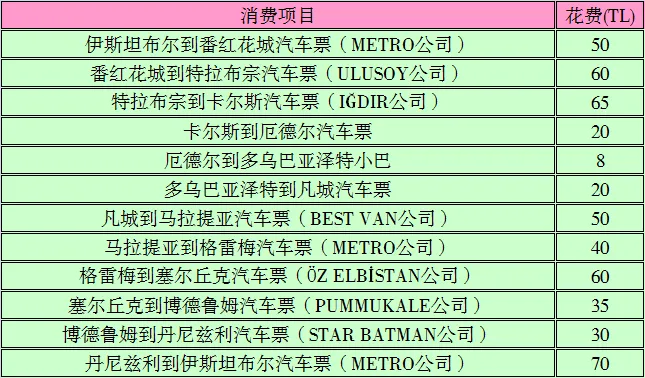 消费项目 花费(TL)
伊斯坦布尔到番红花城汽车票（METRO公司） 50
番红花城到特拉布宗汽车票（ULUSOY公司） 60
特拉布宗到卡尔斯汽车票（IĞDIR公司） 65
卡尔斯到厄德尔汽车票 20
厄德尔到多乌巴亚泽特小巴 8
多乌巴亚泽特到凡城汽车票 20
凡城到马拉提亚汽车票（BEST VAN公司） 50
马拉提亚到格雷梅汽车票（METRO公司） 40
格雷梅到塞尔丘克汽车票（ÖZ ELBİSTAN公司） 60
塞尔丘克到博德鲁姆汽车票（PUMMUKALE公司） 35
博德鲁姆到丹尼兹利汽车票（STAR BATMAN公司） 30
丹尼兹利到伊斯坦布尔汽车票（METRO公司） 70